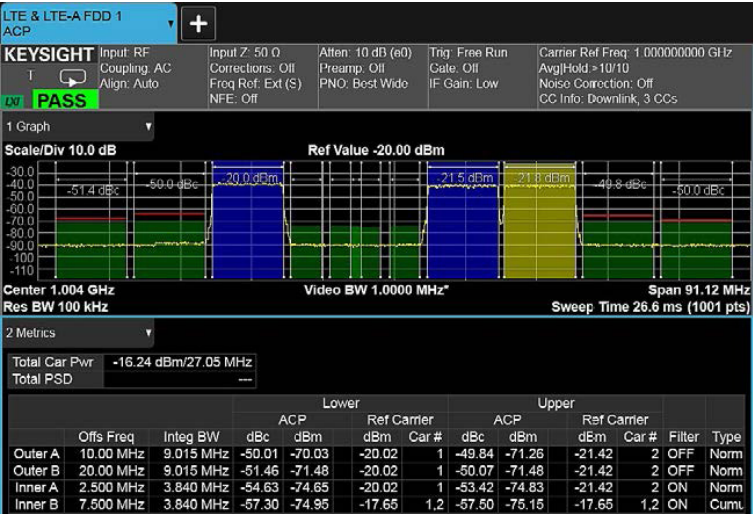 LTE & LTE-A FDD 1
ACP
KEYSIGHT
Input: RF
Coupling: AC
Align: Auto
Input Z: 50 Ω
Corrections: Off
Freq Ref: Ext (S)
NFE: Off
Atten: 10 dB (e0)
Preamp: Off
PNO: Best Wide
Trig: Free Run
Gate: Off
IF Gain: Low
Carrier Ref Freq: 1.000000000 GHz
Avg|Hold:>10/10
Noise Correction: Off
CC Info: Downlink, 3 CCs
T
LXI PASS
1 Graph
Scale/Div 10.0 dB Ref Value -20.00 dBm
-30.0
-40.0
-50.0
-60.0
-70.0
-80.0
-90.0
-100
-110
-51.4 dBc -50.0 dBc -20.0 dBm -21.5 dBm -21.8 dBm -49.8 dBc -50.0 dBc
Center 1.004 GHz Video BW 1.0000 MHz* Span 91.12 MHz
Res BW 100 kHz Sweep Time 26.6 ms (1001 pts)
2 Metrics
Total Car Pwr -16.24 dBm/27.05 MHz
Total PSD ---
Lower Upper
ACP Ref Carrier ACP Ref Carrier
Offs Freq Integ BW dBc dBm dBm Car # dBc dBm dBm Car # Filter Type
Outer A 10.00 MHz 9.015 MHz -50.01 -70.03 -20.02 1 -49.84 -71.26 -21.42 2 OFF Norm
Outer B 20.00 MHz 9.015 MHz -51.46 -71.48 -20.02 1 -50.07 -71.48 -21.42 2 OFF Norm
Inner A 2.500 MHz 3.840 MHz -54.63 -74.65 -20.02 1 -53.42 -74.83 -21.42 2 ON Norm
Inner B 7.500 MHz 3.840 MHz -57.30 -74.95 -17.65 1,2 -57.50 -75.15 -17.65 1,2 ON Cumu